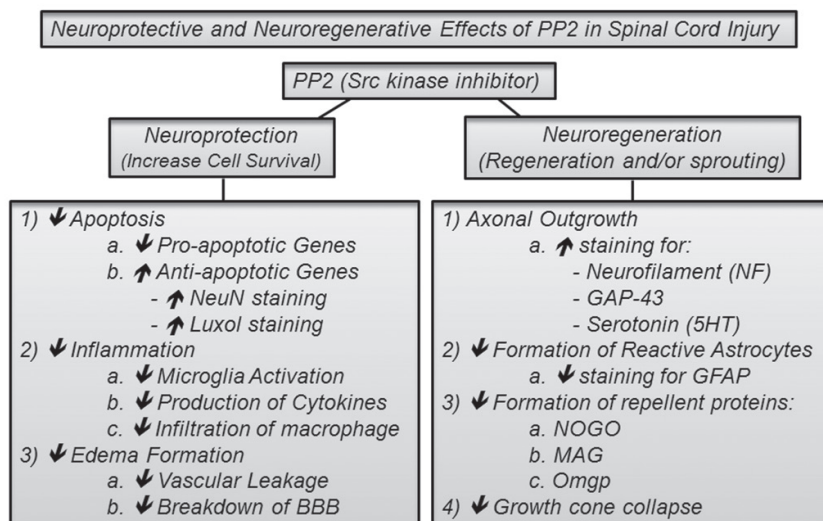 Neuroprotective and Neuroregenerative Effects of PP2 in Spinal Cord Injury
PP2 (Src kinase inhibitor)
Neuroprotection
(Increase Cell Survival)
1) ↓ Apoptosis
a. ↓ Pro-apoptotic Genes
b. ↑ Anti-apoptotic Genes
- ↑ NeuN staining
- ↑ Luxol staining
2) ↓ Inflammation
a. ↓ Microglia Activation
b. ↓ Production of Cytokines
c. ↓ Infiltration of macrophage
3) ↓ Edema Formation
a. ↓ Vascular Leakage
b. ↓ Breakdown of BBB
Neuroregeneration
(Regeneration and/or sprouting)
1) Axonal Outgrowth
a. ↑ staining for:
- Neurofilament (NF)
- GAP-43
- Serotonin (5HT)
2) ↓ Formation of Reactive Astrocytes
a. ↓ staining for GFAP
3) ↓ Formation of repellent proteins:
a. NOGO
b. MAG
c. Omgp
4) ↓ Growth cone collapse